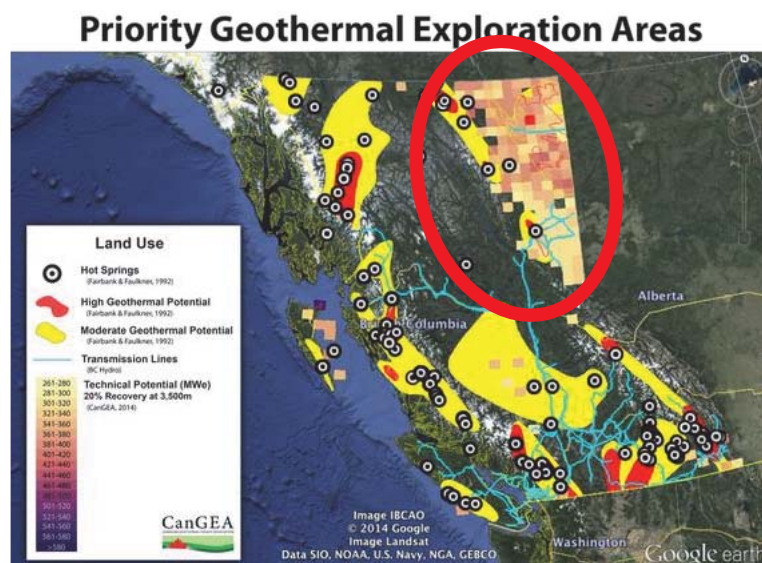 Priority Geothermal Exploration Areas
N
Land Use
Hot Springs
(Fairbank & Faulkner, 1992)
High Geothermal Potential
(Fairbank & Faulkner, 1992)
Moderate Geothermal Potential
(Fairbank & Faulkner, 1992)
Transmission Lines
(BC Hydro)
Technical Potential (MWe)
20% Recovery at 3,500m
(CanGEA, 2014)
261-280
281-300
301-320
321-340
341-360
361-380
381-400
401-420
421-440
441-460
461-480
501-520
521-540
541-560
561-580
>580
CanGEA
Alberta
Columbia
Washington
Image IBCAO
© 2014 Google
Image Landsat
Data SIO, NOAA, U.S. Navy, NGA, GEBCO
Google earth